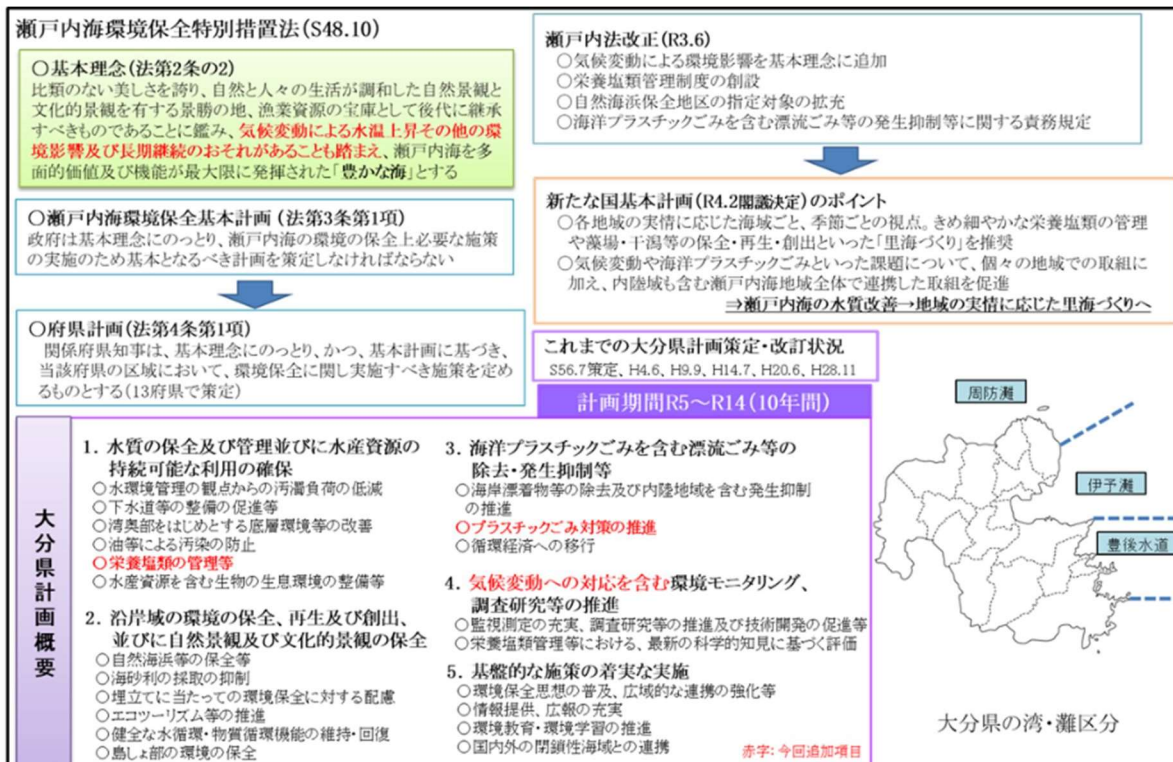 瀬戸内海環境保全特別措置法(S48.10)
○基本理念(法第2条の2)
比類のない美しさを誇り、自然と人々の生活が調和した自然景観と
文化的景観を有する景勝の地、漁業資源の宝庫として後代に継承
すべきものであることに鑑み、気候変動による水温上昇その他の環
境影響及び長期継続のおそれがあることも踏まえ、瀬戸内海を多
面的価値及び機能が最大限に発揮された「豊かな海」とする
○瀬戸内海環境保全基本計画(法第3条第1項)
政府は基本理念にのっとり、瀬戸内海の環境の保全上必要な施策
の実施のため基本となるべき計画を策定しなければならない
○府県計画(法第4条第1項)
関係府県知事は、基本理念にのっとり、かつ、基本計画に基づき、
当該府県の区域において、環境保全に関し実施すべき施策を定め
るものとする(13府県で策定)
瀬戸内法改正(R3.6)
○気候変動による環境影響を基本理念に追加
○栄養塩類管理制度の創設
○自然海浜保全地区の指定対象の拡充
○海洋プラスチックごみを含む漂流ごみ等の発生抑制等に関する責務規定
新たな国基本計画(R4.2閣議決定)のポイント
○各地域の実情に応じた海域ごと、季節ごとの視点。きめ細やかな栄養塩類の管理
や藻場・干潟等の保全・再生・創出といった「里海づくり」を推奨
○気候変動や海洋プラスチックごみといった課題について、個々の地域での取組に
加え、内陸域も含む瀬戸内海地域全体で連携した取組を促進
⇒瀬戸内海の水質改善→地域の実情に応じた里海づくりへ
これまでの大分県計画策定・改訂状況
S56.7策定、H4.6、H9.9、H14.7、H20.6、H28.11
計画期間R5～R14(10年間)
大分県計画概要
1. 水質の保全及び管理並びに水産資源の
持続可能な利用の確保
○水環境管理の観点からの汚濁負荷の低減
○下水道等の整備の促進等
○湾奥部をはじめとする底層環境等の改善
○油等による汚染の防止
○栄養塩類の管理等
○水産資源を含む生物の生息環境の整備等
2. 沿岸域の環境の保全、再生及び創出、
並びに自然景観及び文化的景観の保全
○自然海浜等の保全等
○海砂利の採取の抑制
○埋立てに当たっての環境保全に対する配慮
○エコツーリズム等の推進
○健全な水循環・物質循環機能の維持・回復
○島しょ部の環境の保全
3. 海洋プラスチックごみを含む漂流ごみ等の
除去・発生抑制等
○海岸漂着物等の除去及び内陸地域を含む発生抑制
の推進
○プラスチックごみ対策の推進
○循環経済への移行
4. 気候変動への対応を含む環境モニタリング、
調査研究等の推進
○監視測定の充実、調査研究等の推進及び技術開発の促進等
○栄養塩類管理等における、最新の科学的知見に基づく評価
5. 基盤的な施策の着実な実施
○環境保全思想の普及、広域的な連携の強化等
○情報提供、広報の充実
○環境教育・環境学習の推進
○国内外の閉鎖性海域との連携
赤字:今回追加項目
周防灘
伊予灘
豊後水道
大分県の湾・灘区分